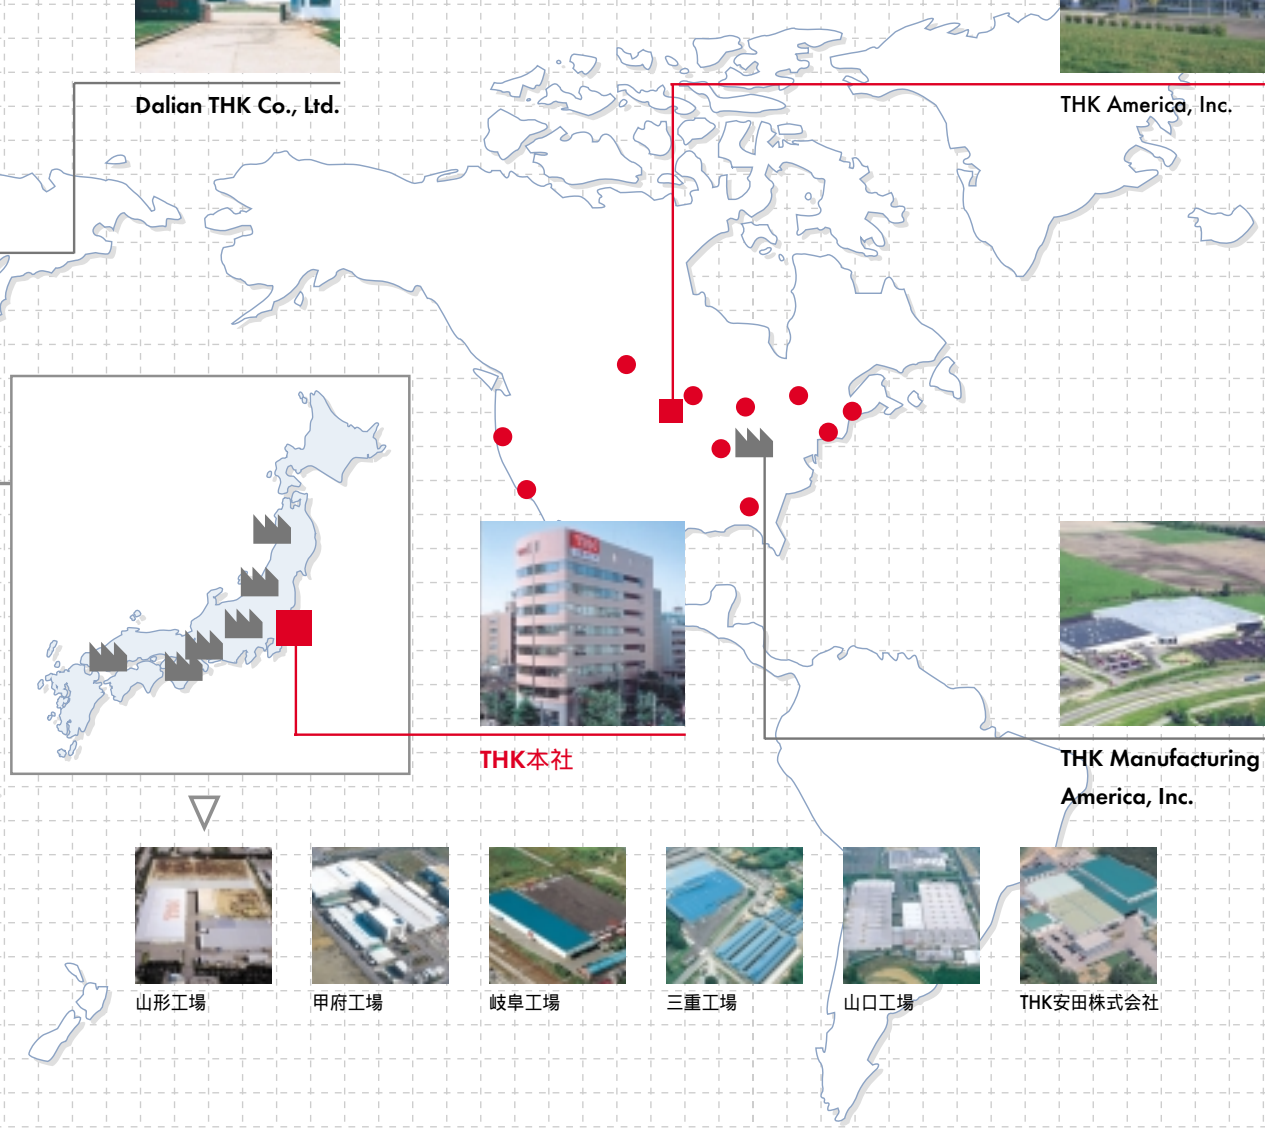 Dalian THK Co., Ltd.
THK America, Inc.
THK本社
THK Manufacturing
America, Inc.
山形工場
甲府工場
岐阜工場
三重工場
山口工場
THK安田株式会社